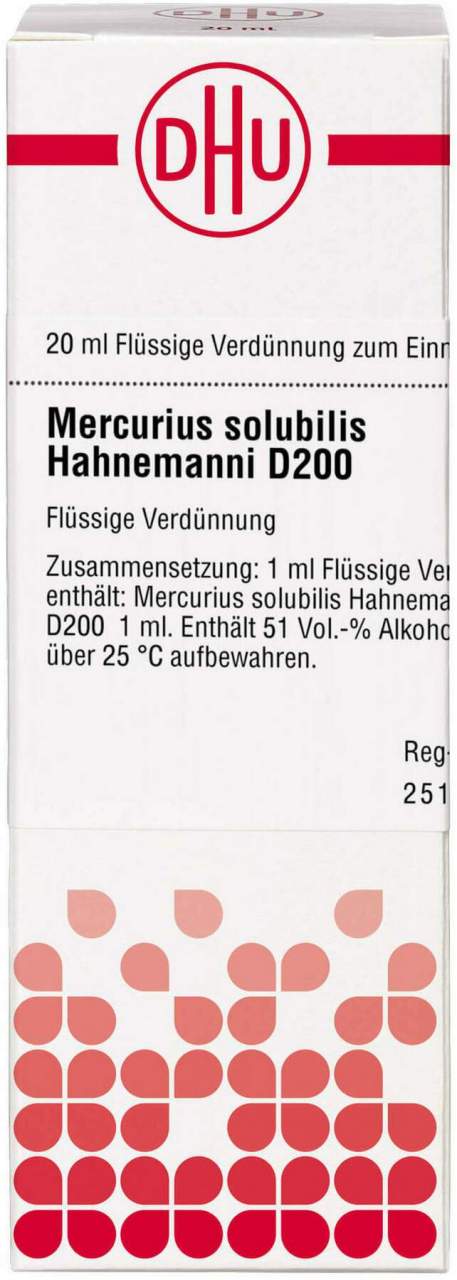 20 ml
DHU
20 ml Flüssige Verdünnung zum Einn
Mercurius solubilis
Hahnemanni D200
Flüssige Verdünnung
Zusammensetzung: 1 ml Flüssige Ver
enthält: Mercurius solubilis Hahnema
D200 1 ml. Enthält 51 Vol.-% Alkoho
über 25 °C aufbewahren.
Reg-
251